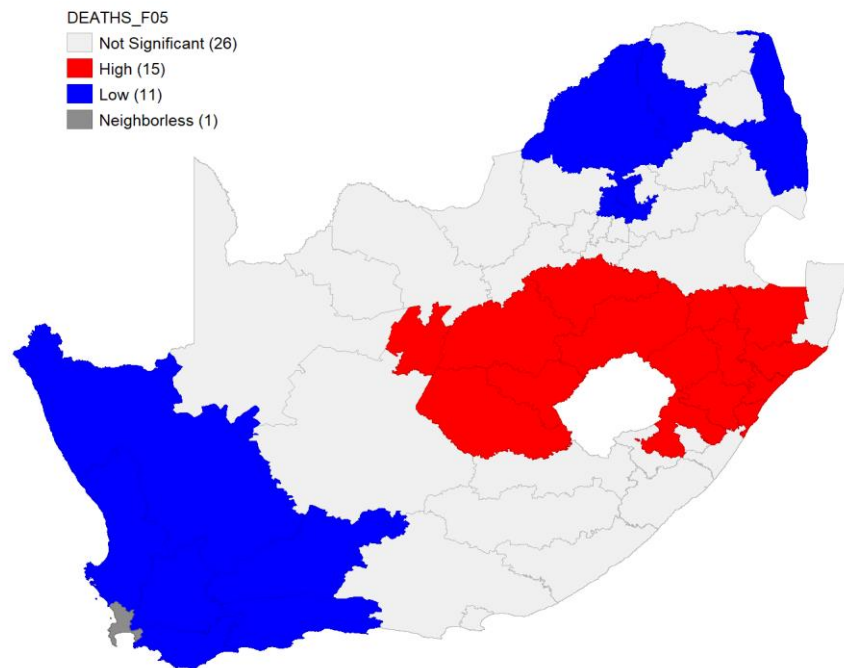 DEATHS_F05
Not Significant (26)
High (15)
Low (11)
Neighborless (1)